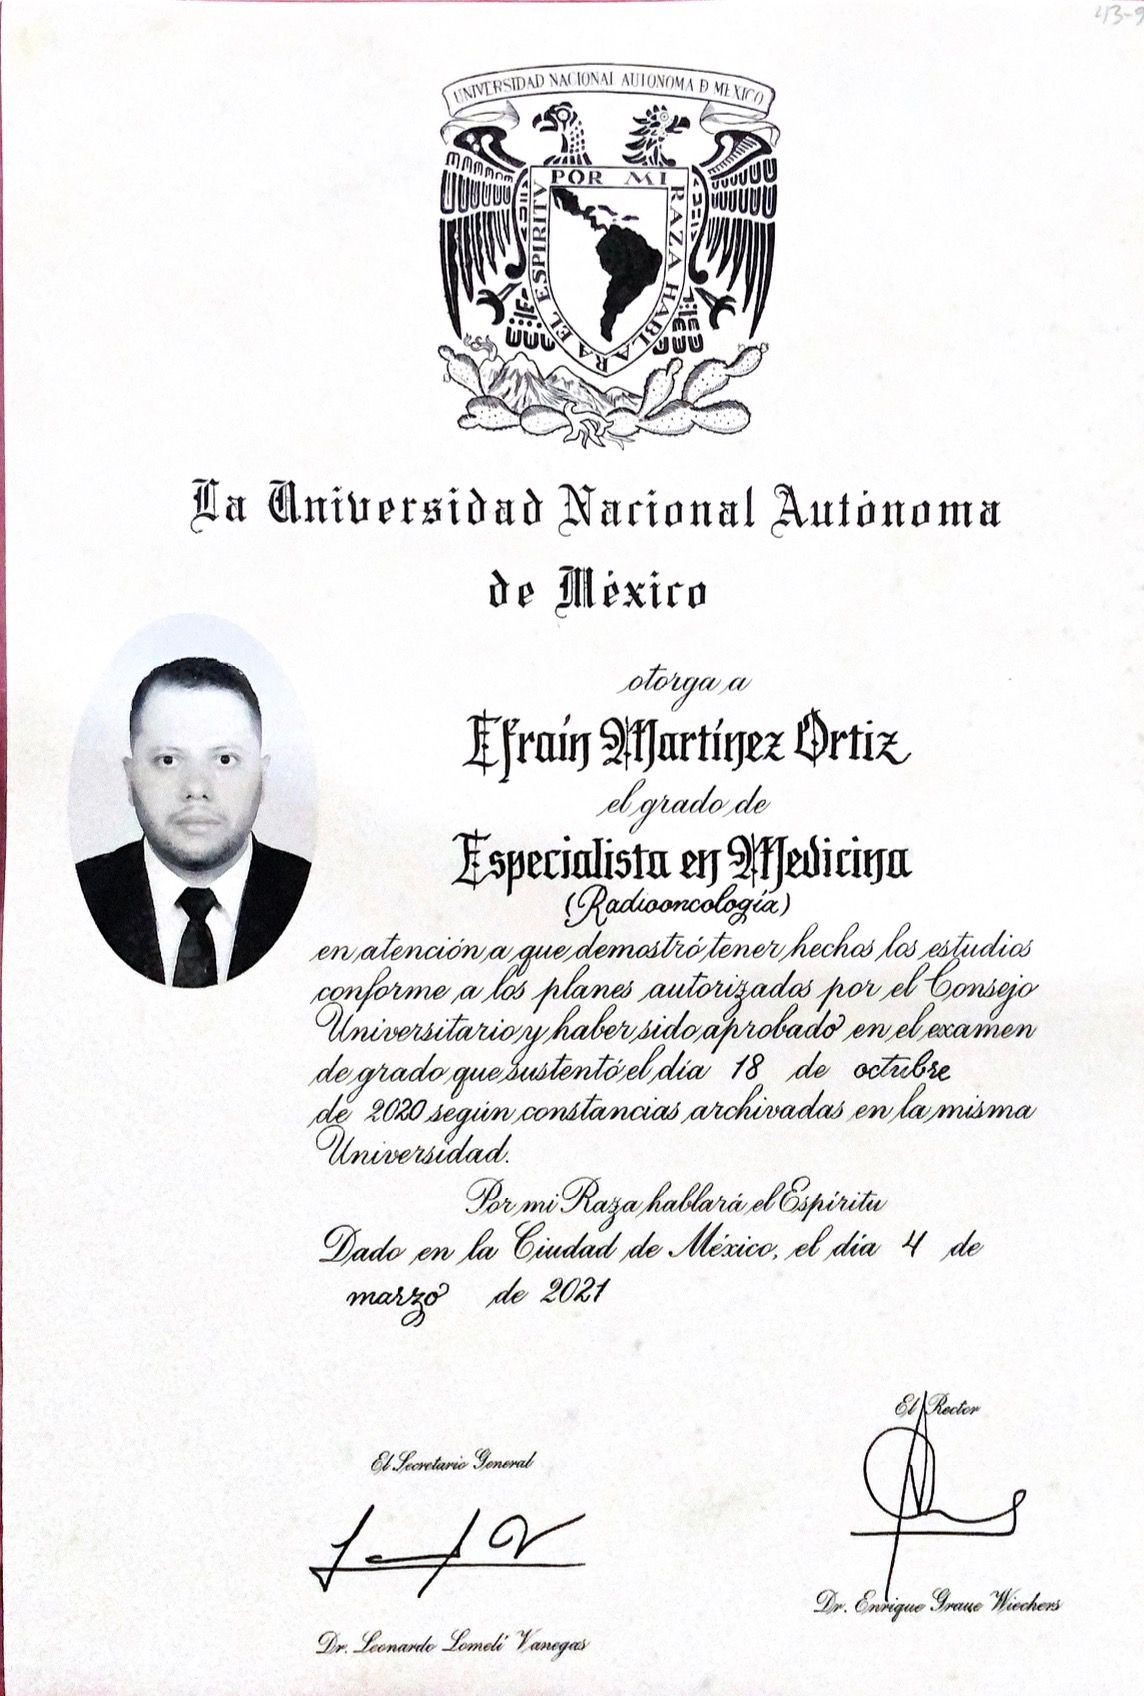 43-9
UNIVERSIDAD NACIONAL AUTONOMA D MEXICO
POR MI RAZA HABLARA EL ESPIRITU
La Universidad Nacional Autónoma
de México
otorga a
Efraín Martínez Ortiz
el grado de
Especialista en Medicina
(Radiooncología)
en atención a que demostró tener hechos los estudios
conforme a los planes autorizados por el Consejo
Universitario y haber sido aprobado en el examen
de grado que sustentó el día 18 de octubre
de 2020 según constancias archivadas en la misma
Universidad.
Por mi Raza hablará el Espíritu
Dado en la Ciudad de México, el día 4 de
marzo de 2021
El Rector
El Secretario General
Dr. Enrique Graue Wiechers
Dr. Leonardo Lomelí Vanegas